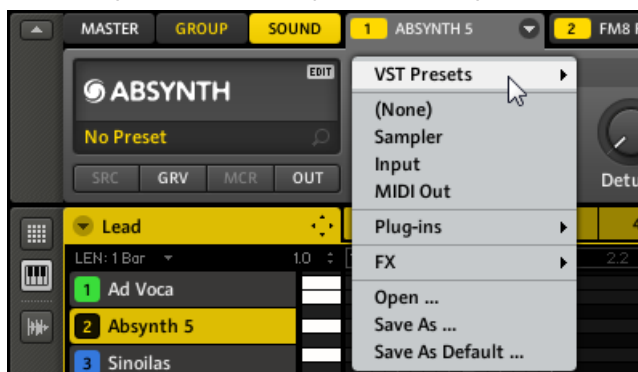 MASTER GROUP SOUND 1 ABSYNTH 5 2 FM8
ABSYNTH EDIT
No Preset
SRC GRV MCR OUT
VST Presets
(None)
Sampler
Input
MIDI Out
Plug-ins
FX
Open ...
Save As ...
Save As Default ...
Detu
Lead 4
LEN: 1 Bar 1.0 2.2
1 Ad Voca
2 Absynth 5
3 Sinoilas